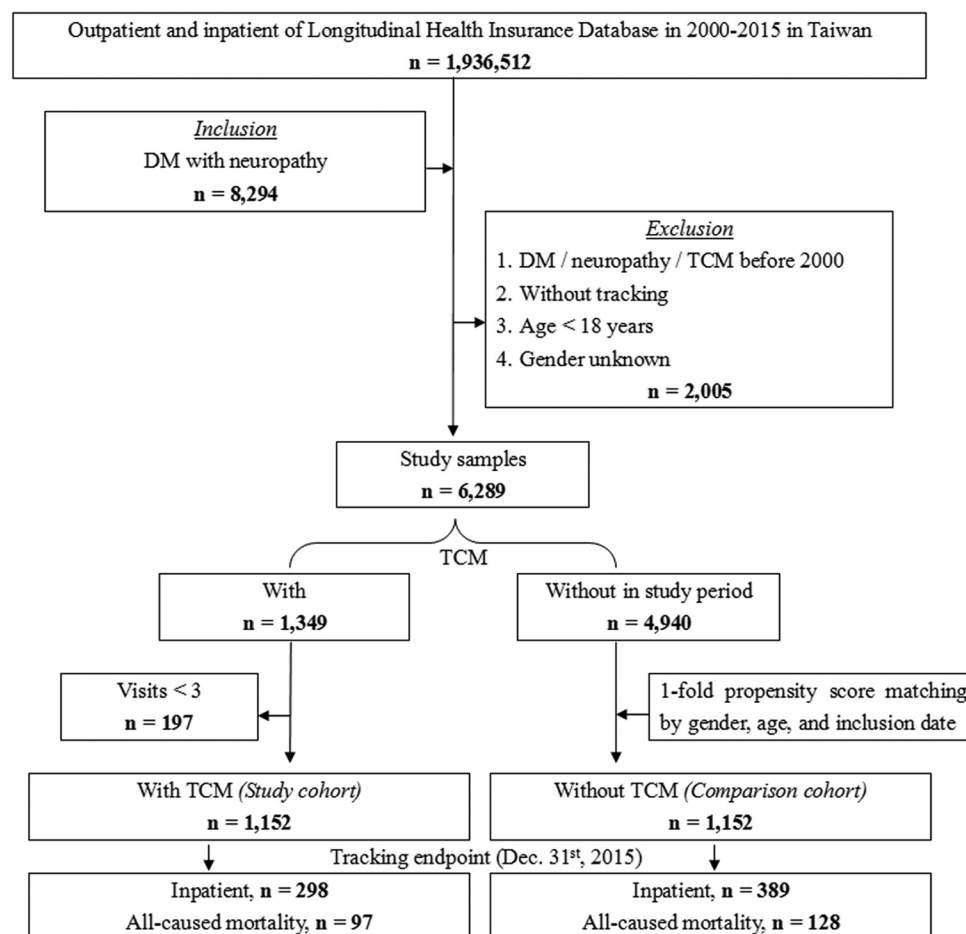 Outpatient and inpatient of Longitudinal Health Insurance Database in 2000-2015 in Taiwan
n = 1,936,512
Inclusion
DM with neuropathy
n = 8,294
Exclusion
1. DM / neuropathy / TCM before 2000
2. Without tracking
3. Age < 18 years
4. Gender unknown
n = 2,005
Study samples
n = 6,289
TCM
With
n = 1,349
Without in study period
n = 4,940
Visits < 3
n = 197
1-fold propensity score matching
by gender, age, and inclusion date
With TCM (Study cohort)
n = 1,152
Without TCM (Comparison cohort)
n = 1,152
Tracking endpoint (Dec. 31st, 2015)
Inpatient, n = 298
All-caused mortality, n = 97
Inpatient, n = 389
All-caused mortality, n = 128